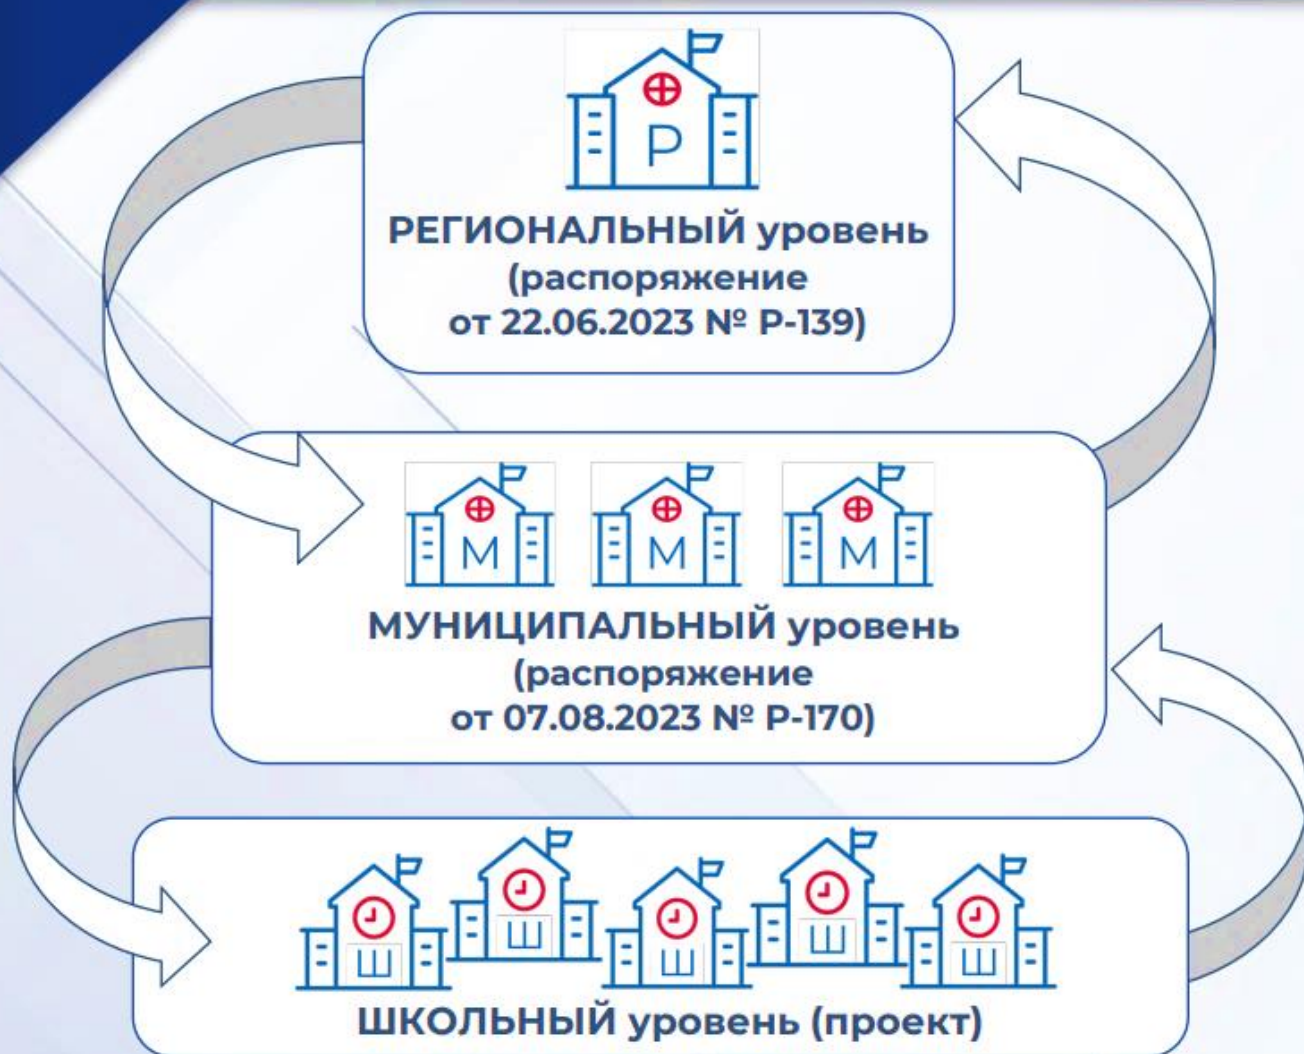 Р
РЕГИОНАЛЬНЫЙ уровень
(распоряжение
от 22.06.2023 № Р-139)
М М М
МУНИЦИПАЛЬНЫЙ уровень
(распоряжение
от 07.08.2023 № Р-170)
Ш Ш Ш Ш Ш
ШКОЛЬНЫЙ уровень (проект)